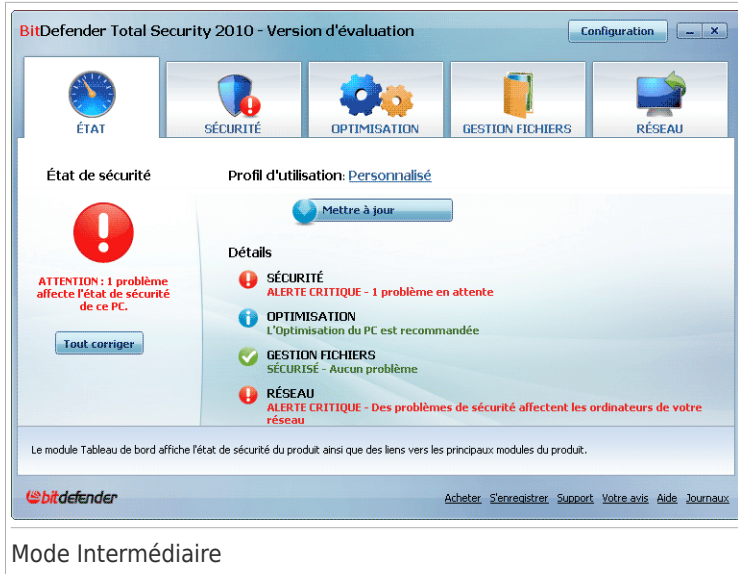 BitDefender Total Security 2010 - Version d'évaluation
Configuration
ÉTAT
SÉCURITÉ
OPTIMISATION
GESTION FICHIERS
RÉSEAU
État de sécurité
ATTENTION : 1 problème
affecte l'état de sécurité
de ce PC.
Tout corriger
Profil d'utilisation: Personnalisé
Mettre à jour
Détails
SÉCURITÉ
ALERTE CRITIQUE - 1 problème en attente
OPTIMISATION
L'Optimisation du PC est recommandée
GESTION FICHIERS
SÉCURISÉ - Aucun problème
RÉSEAU
ALERTE CRITIQUE - Des problèmes de sécurité affectent les ordinateurs de votre
réseau
Le module Tableau de bord affiche l'état de sécurité du produit ainsi que des liens vers les principaux modules du produit.
bitdefender
Acheter S'enregistrer Support Votre avis Aide Journaux
Mode Intermédiaire